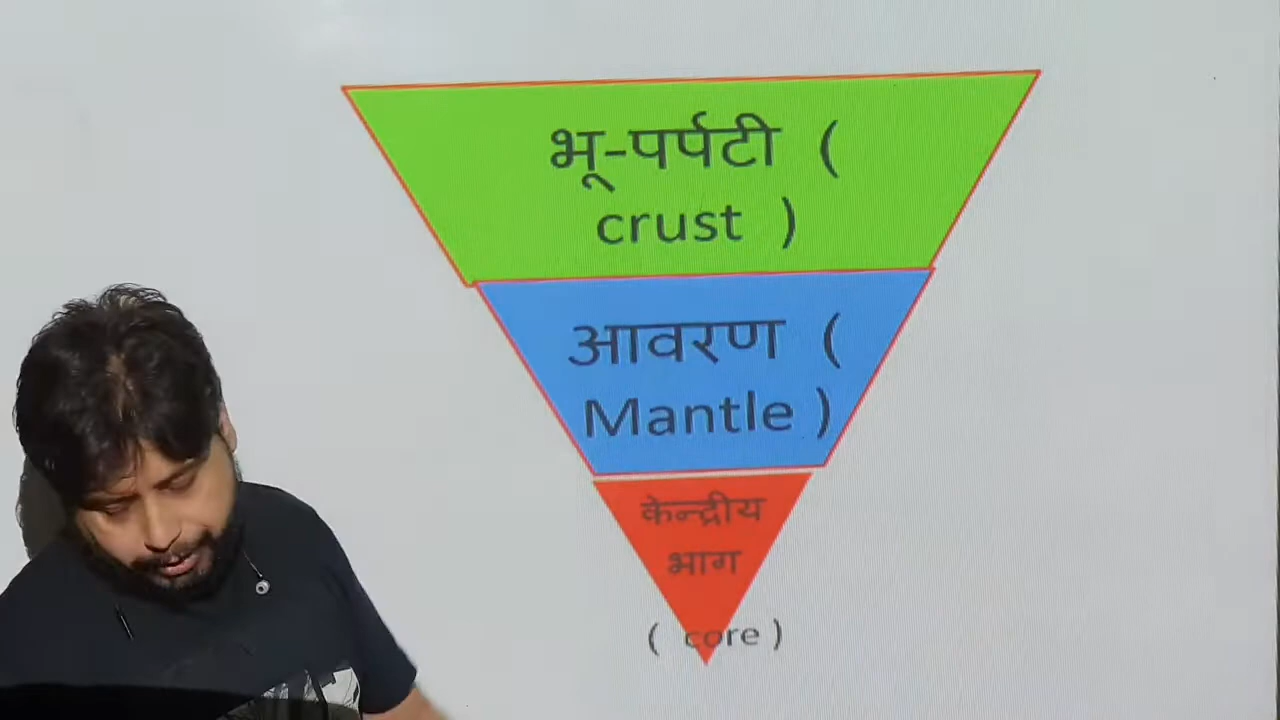 भू-पर्पटी (
crust )
आवरण (
Mantle )
केन्द्रीय
भाग
( core )